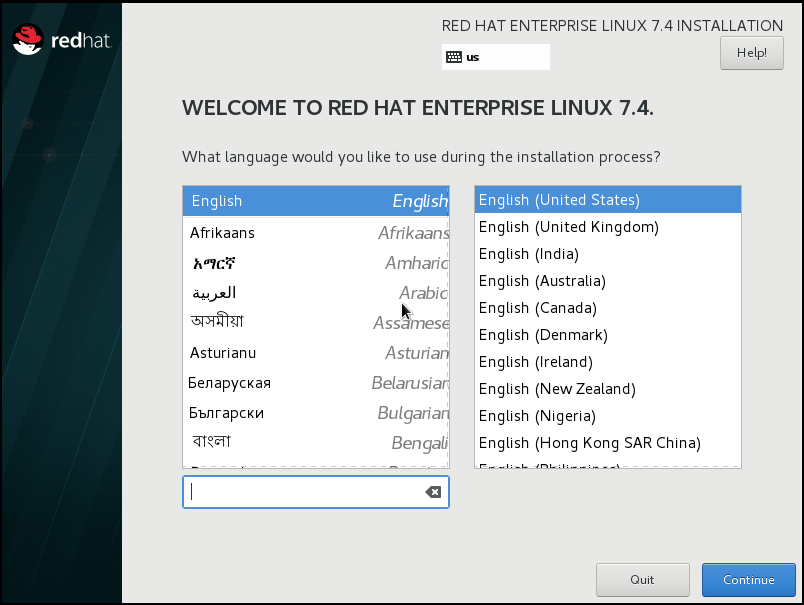 redhat.
RED HAT ENTERPRISE LINUX 7.4 INSTALLATION
us
Help!
WELCOME TO RED HAT ENTERPRISE LINUX 7.4.
What language would you like to use during the installation process?
English English
Afrikaans Afrikaans
አማርኛ Amharic
العربية Arabic
অসমীয়া Assamese
Asturianu Asturian
Беларуская Belarusian
Български Bulgarian
বাংলা Bengali
English (United States)
English (United Kingdom)
English (India)
English (Australia)
English (Canada)
English (Denmark)
English (Ireland)
English (New Zealand)
English (Nigeria)
English (Hong Kong SAR China)
English (Philippines)
Quit
Continue